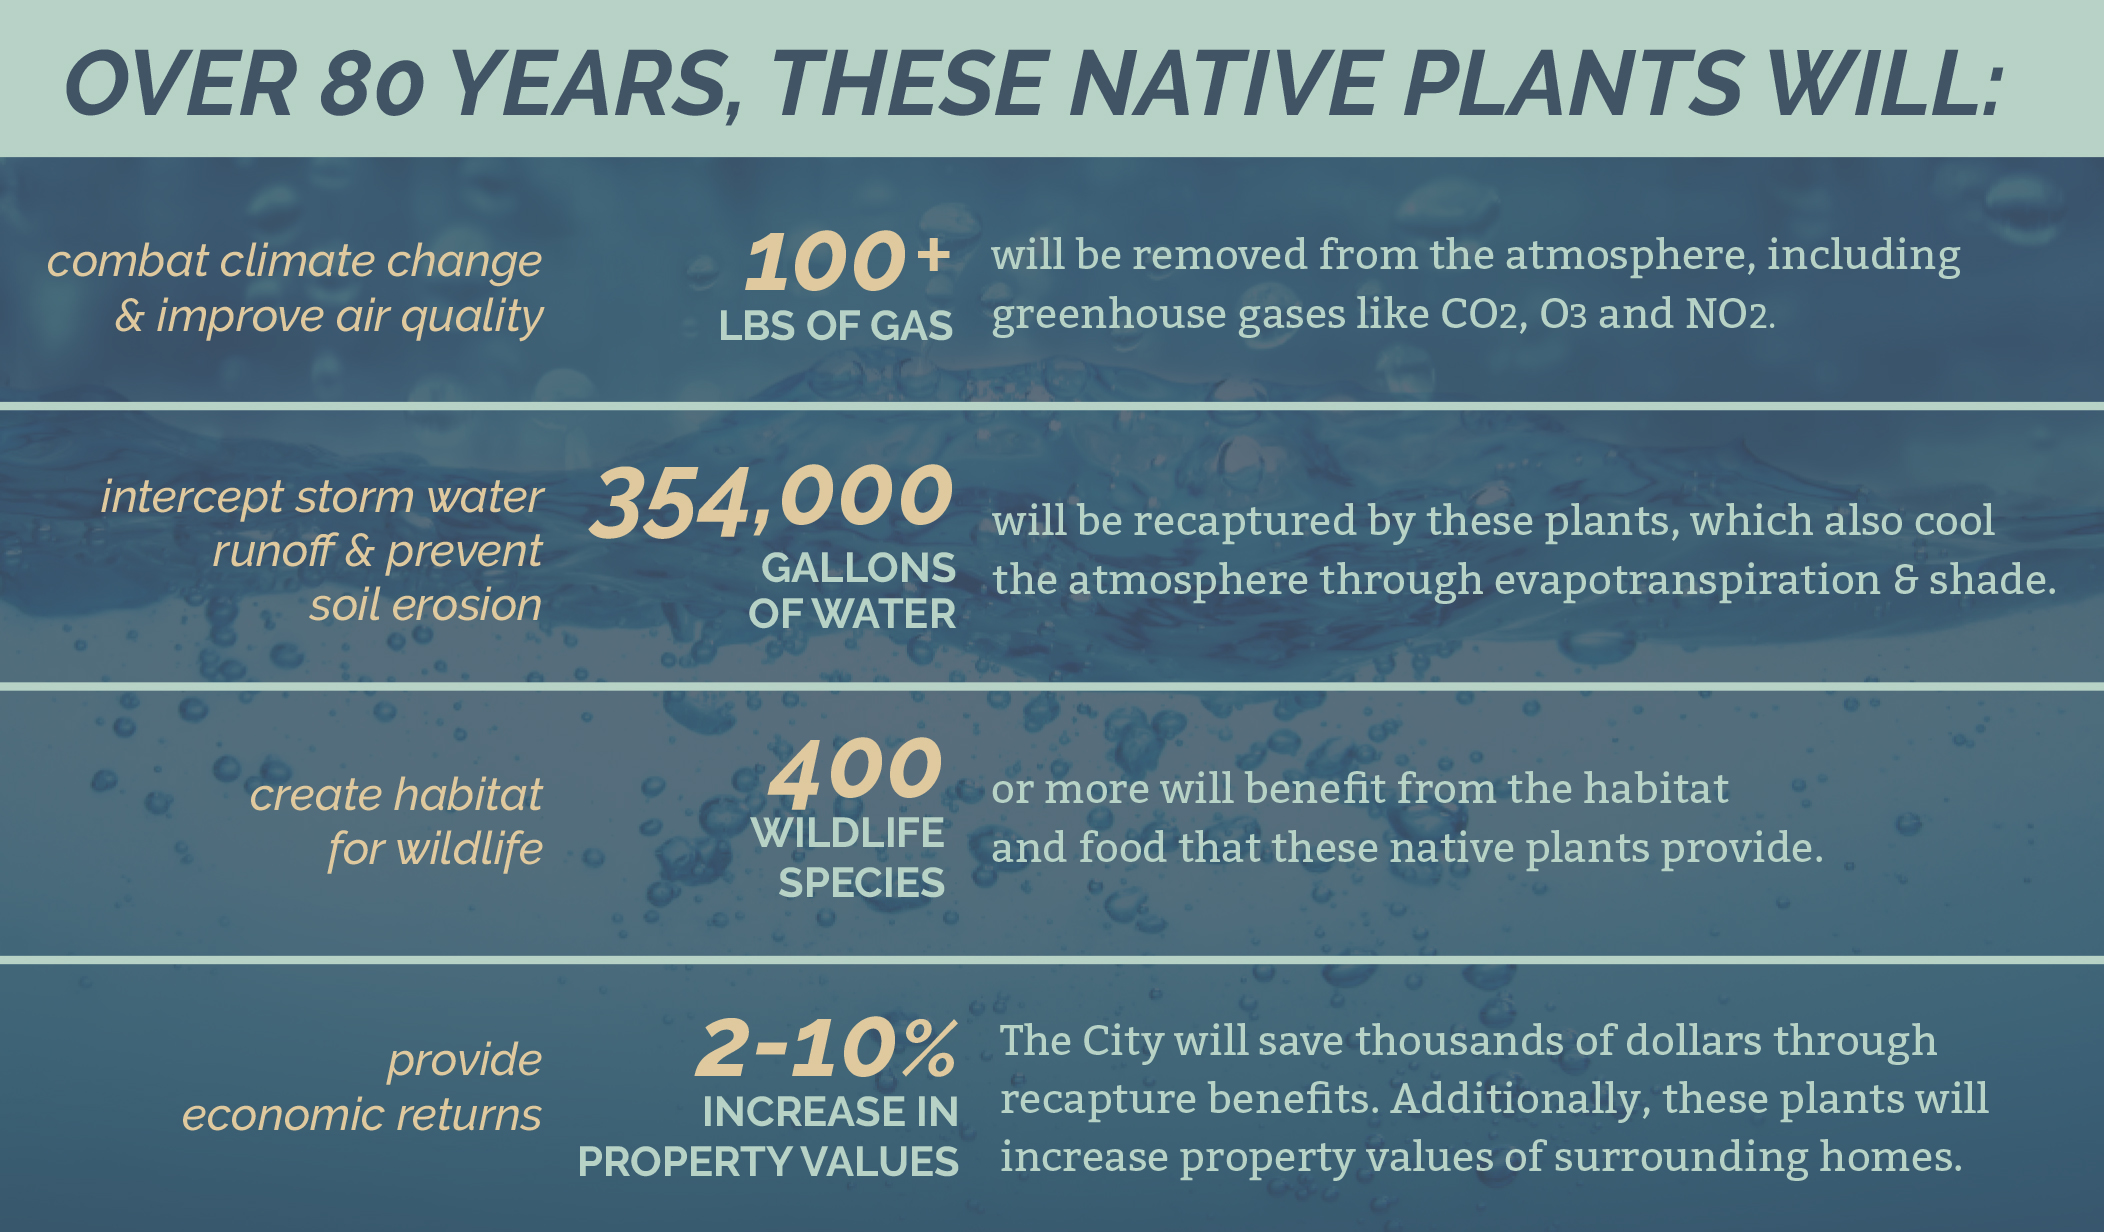 OVER 80 YEARS, THESE NATIVE PLANTS WILL:
combat climate change
& improve air quality
100+
LBS OF GAS
will be removed from the atmosphere, including
greenhouse gases like CO2, O3 and NO2.
intercept storm water
runoff & prevent
soil erosion
354,000
GALLONS
OF WATER
will be recaptured by these plants, which also cool
the atmosphere through evapotranspiration & shade.
create habitat
for wildlife
400
WILDLIFE
SPECIES
or more will benefit from the habitat
and food that these native plants provide.
provide
economic returns
2-10%
INCREASE IN
PROPERTY VALUES
The City will save thousands of dollars through
recapture benefits. Additionally, these plants will
increase property values of surrounding homes.